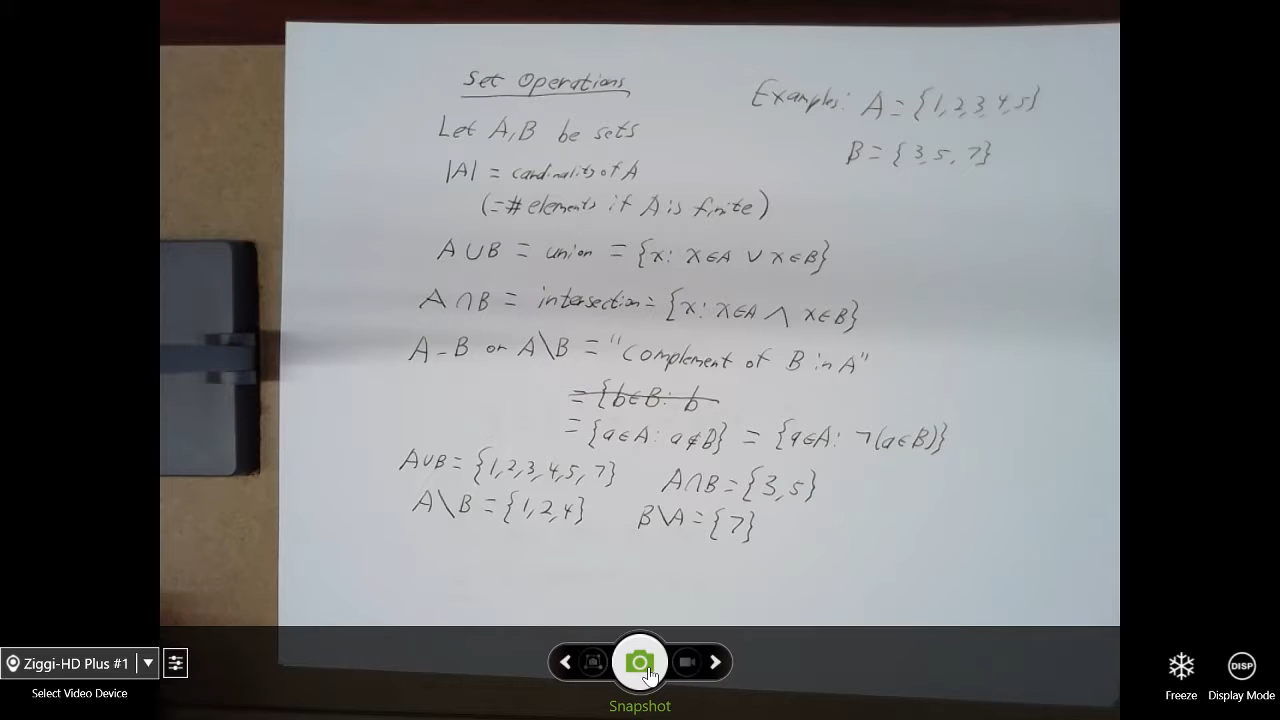 Set Operations
Let A,B be sets
|A| = cardinality of A
(=# elements if A is finite)
A∪B = union = {x: x∈A ∨ x∈B}
A∩B = intersection = {x: x∈A ∧ x∈B}
A-B or A\B = "Complement of B in A"
= {b∈B: b
= {a∈A: a∉B} = {a∈A: ¬(a∈B)}
A∪B = {1,2,3,4,5,7} A∩B = {3,5}
A\B = {1,2,4} B\A = {7}
Examples: A = {1,2,3,4,5}
B = {3,5,7}
Ziggi-HD Plus #1
Select Video Device
Snapshot
Freeze
DISP
Display Mode